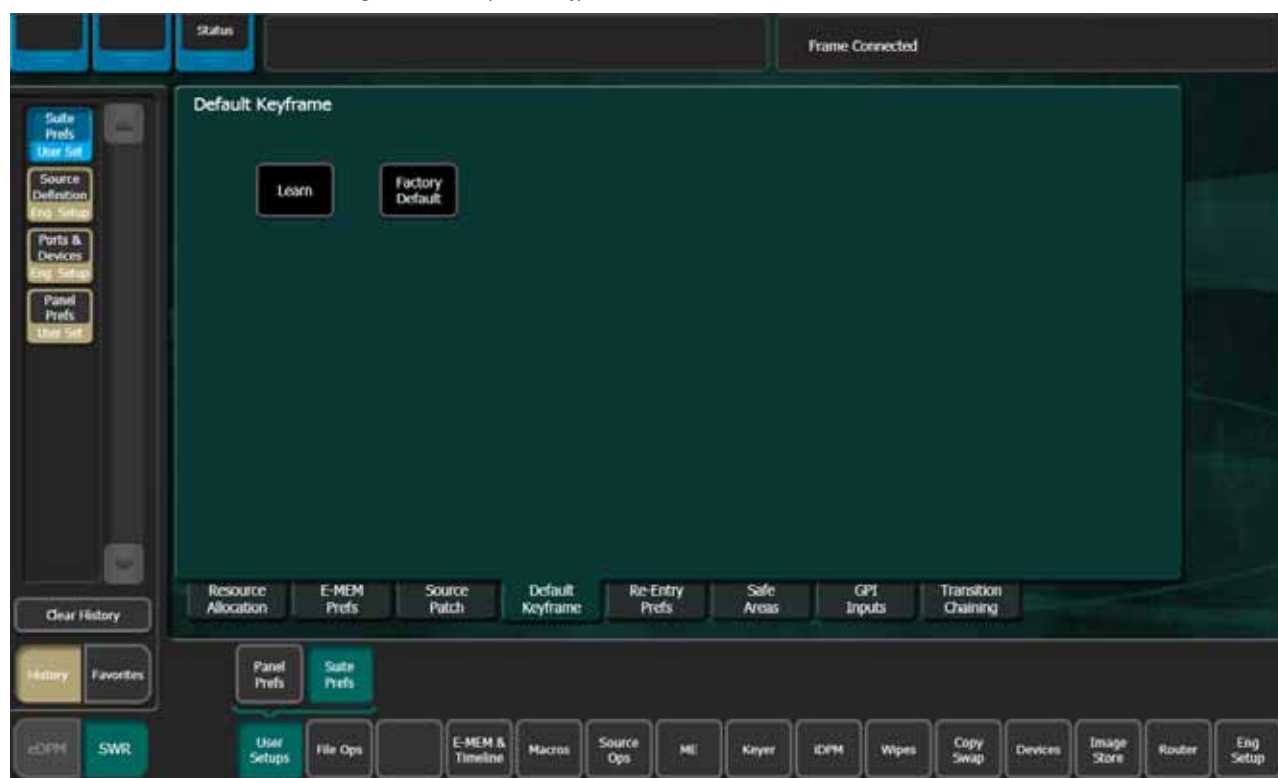 Status
Frame Connected
Default Keyframe
Suite
Prefs
User Set
Learn
Factory
Default
Source
Definition
Eng Setup
Ports &
Devices
Eng Setup
Panel
Prefs
User Set
Resource
Allocation
E-MEM
Prefs
Source
Patch
Default
Keyframe
Re-Entry
Prefs
Safe
Areas
GPI
Inputs
Transition
Chaining
Clear History
History
Favorites
Panel
Prefs
Suite
Prefs
SWR
User
Setups
File Ops
E-MEM &
Timeline
Macros
Source
Ops
ME
Keyer
iDPM
Wipes
Copy
Swap
Devices
Image
Store
Router
Eng
Setup